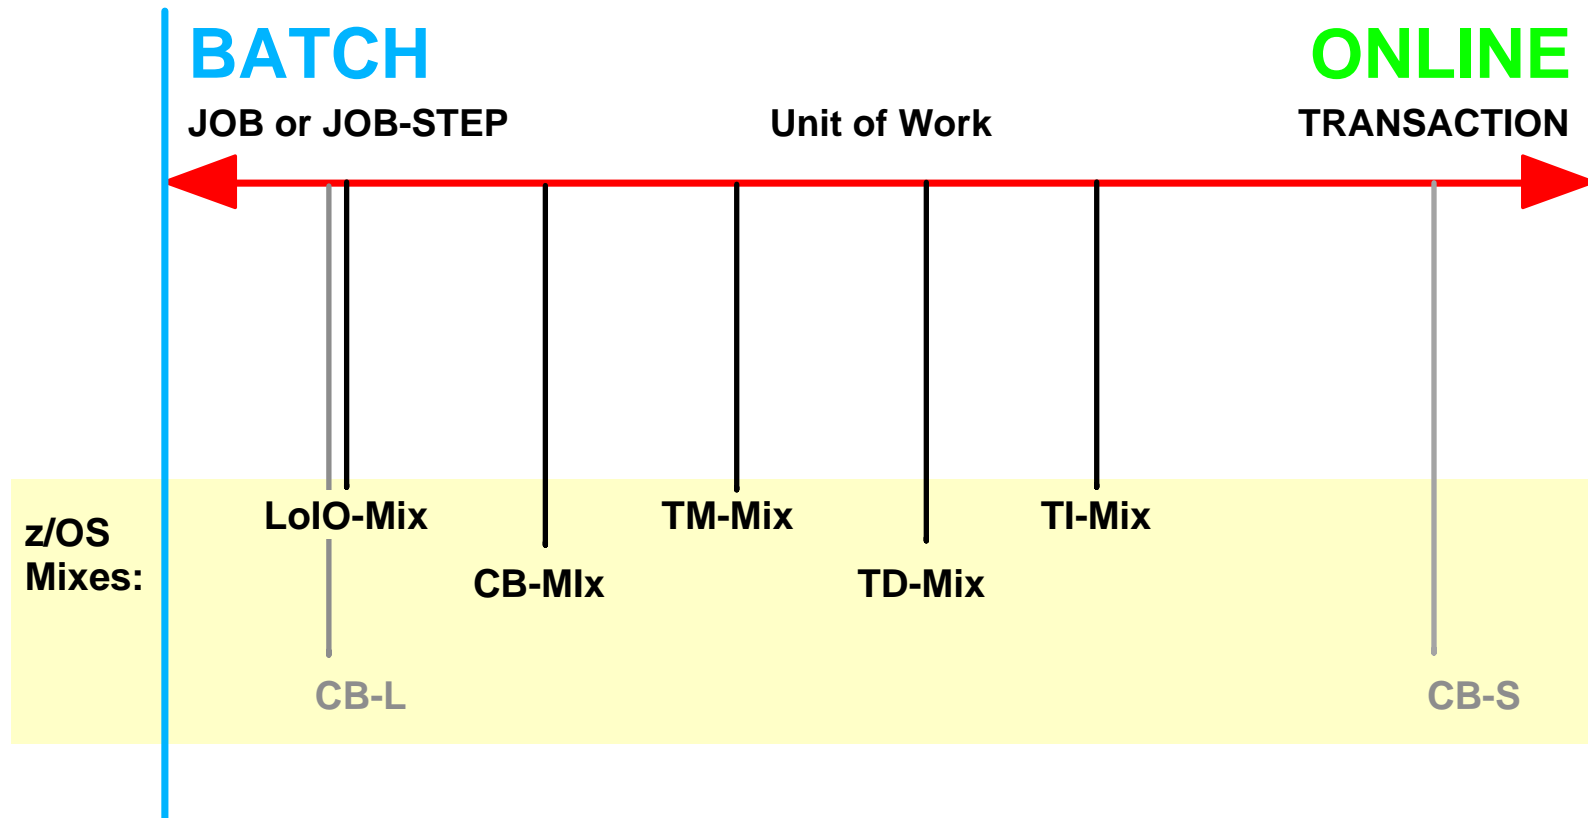 BATCH
ONLINE
JOB or JOB-STEP
Unit of Work
TRANSACTION
z/OS
Mixes:
LoIO-Mix
TM-Mix
TI-Mix
CB-MIx
TD-Mix
CB-L
CB-S